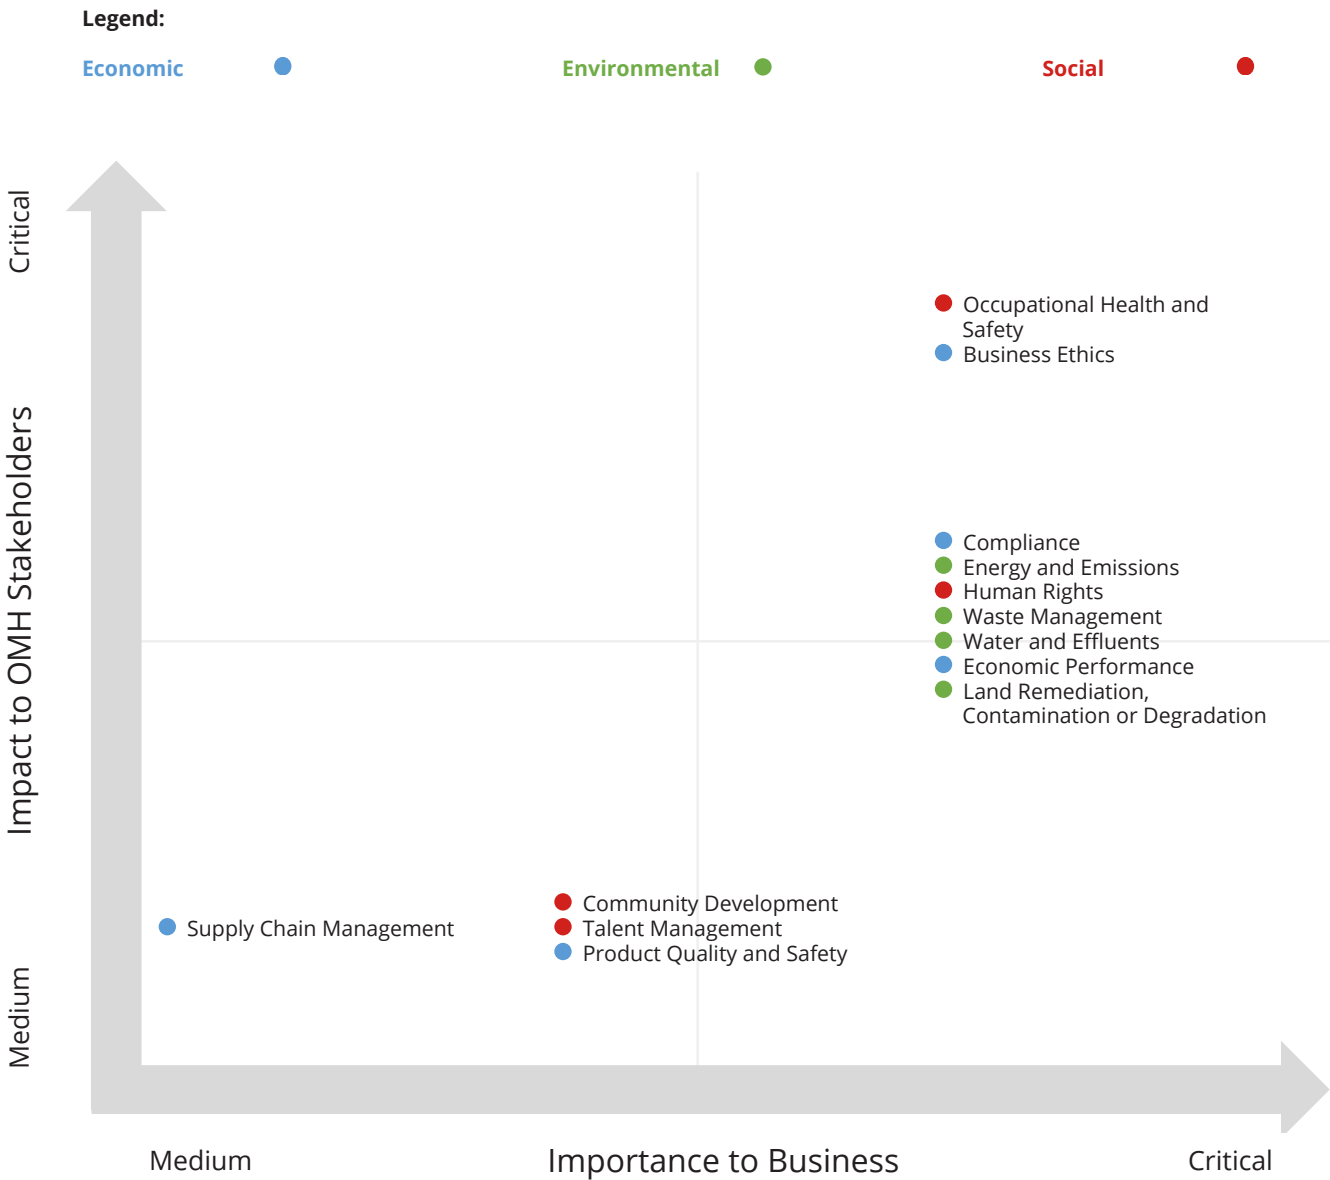 Legend:
Economic
Environmental
Social
Critical
Impact to OMH Stakeholders
Medium
Occupational Health and
Safety
Business Ethics
Compliance
Energy and Emissions
Human Rights
Waste Management
Water and Effluents
Economic Performance
Land Remediation,
Contamination or Degradation
Supply Chain Management
Community Development
Talent Management
Product Quality and Safety
Medium
Importance to Business
Critical